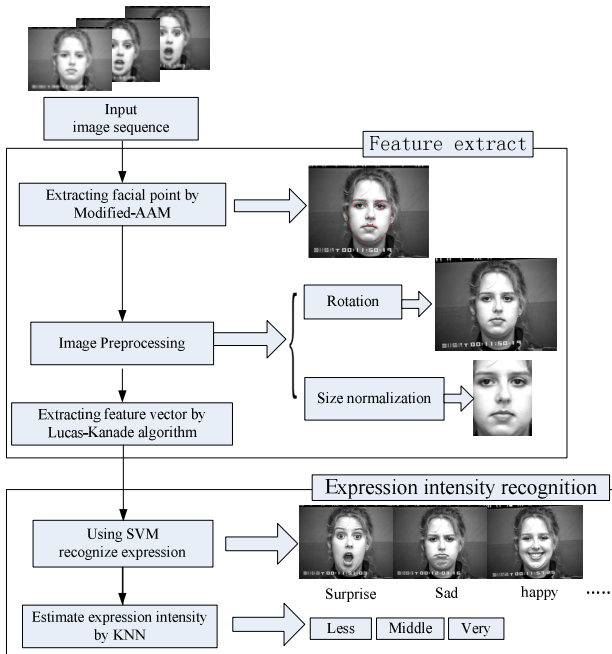 Input
image sequence
Feature extract
Extracting facial point by
Modified-AAM
Rotation
Image Preprocessing
Size normalization
Extracting feature vector by
Lucas-Kanade algorithm
Expression intensity recognition
Using SVM
recognize expression
Surprise
Sad
happy
.....
Estimate expression intensity
by KNN
Less
Middle
Very